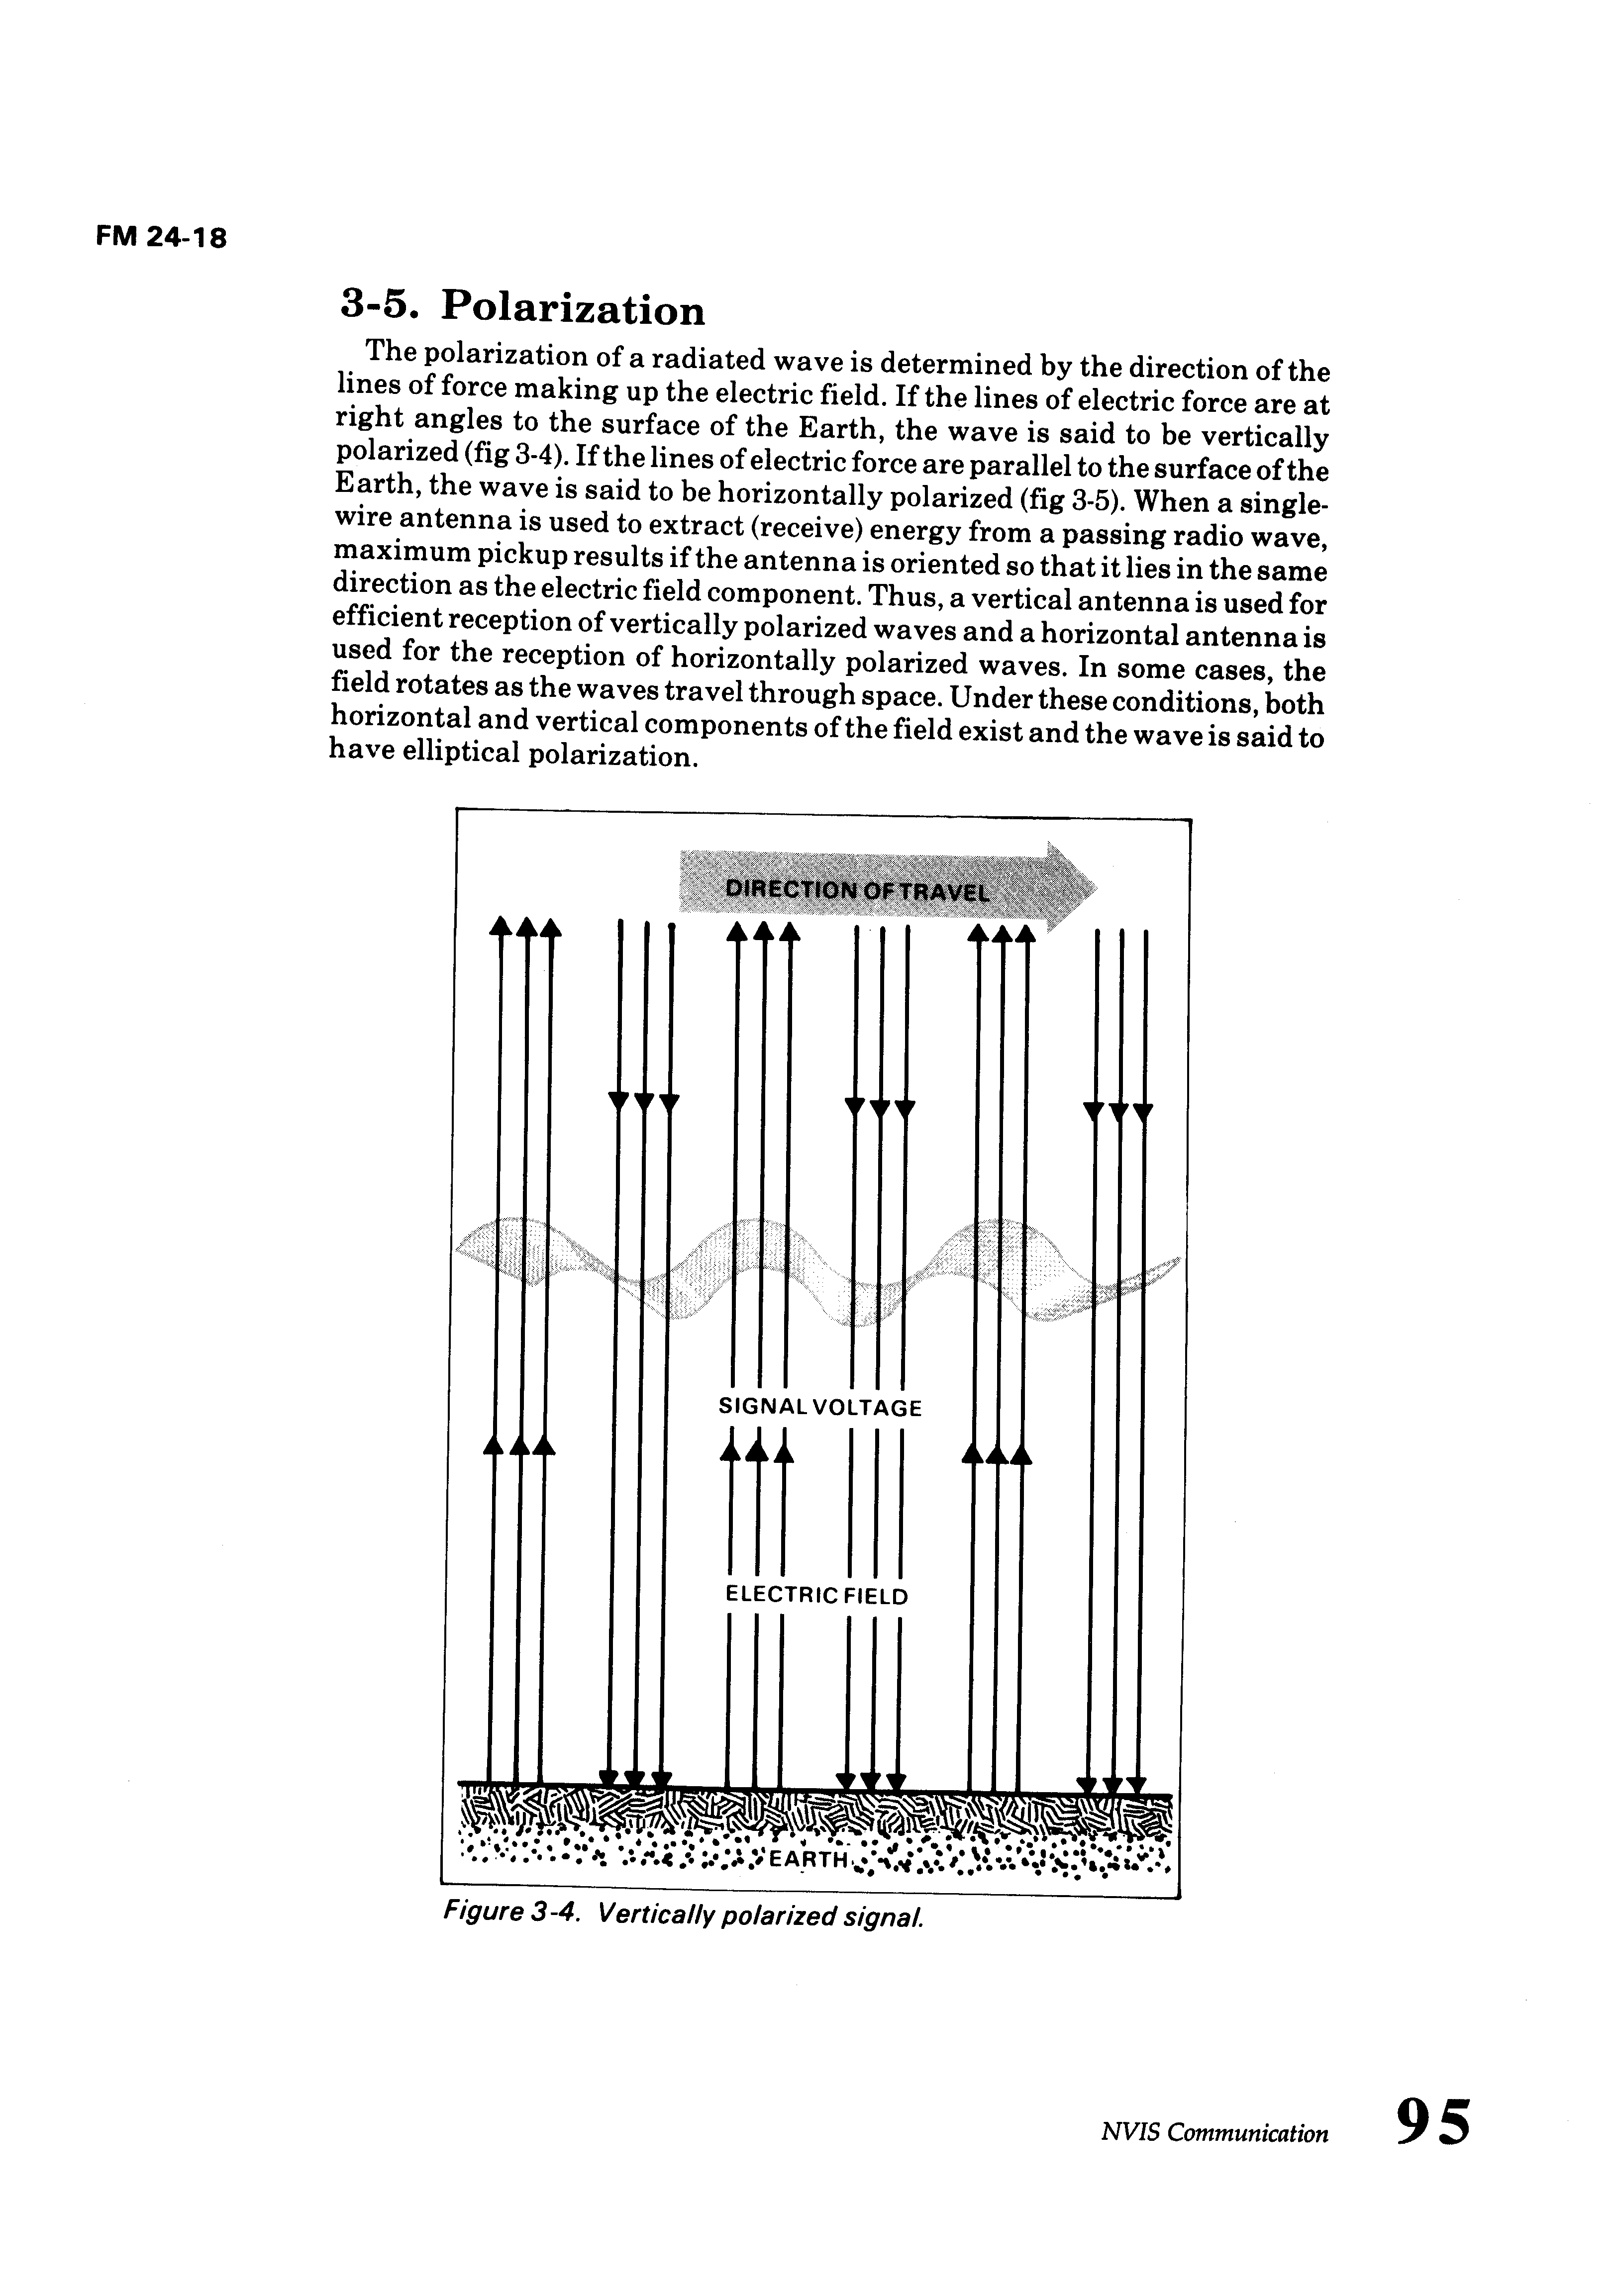 FM 24-18
3-5. Polarization
The polarization of a radiated wave is determined by the direction of the
lines of force making up the electric field. If the lines of electric force are at
right angles to the surface of the Earth, the wave is said to be vertically
polarized (fig 3-4). If the lines of electric force are parallel to the surface of the
Earth, the wave is said to be horizontally polarized (fig 3-5). When a single-
wire antenna is used to extract (receive) energy from a passing radio wave,
maximum pickup results if the antenna is oriented so that it lies in the same
direction as the electric field component. Thus, a vertical antenna is used for
efficient reception of vertically polarized waves and a horizontal antenna is
used for the reception of horizontally polarized waves. In some cases, the
field rotates as the waves travel through space. Under these conditions, both
horizontal and vertical components of the field exist and the wave is said to
have elliptical polarization.
DIRECTION OF TRAVEL
SIGNAL VOLTAGE
ELECTRIC FIELD
EARTH
Figure 3-4. Vertically polarized signal.
NVIS Communication 95